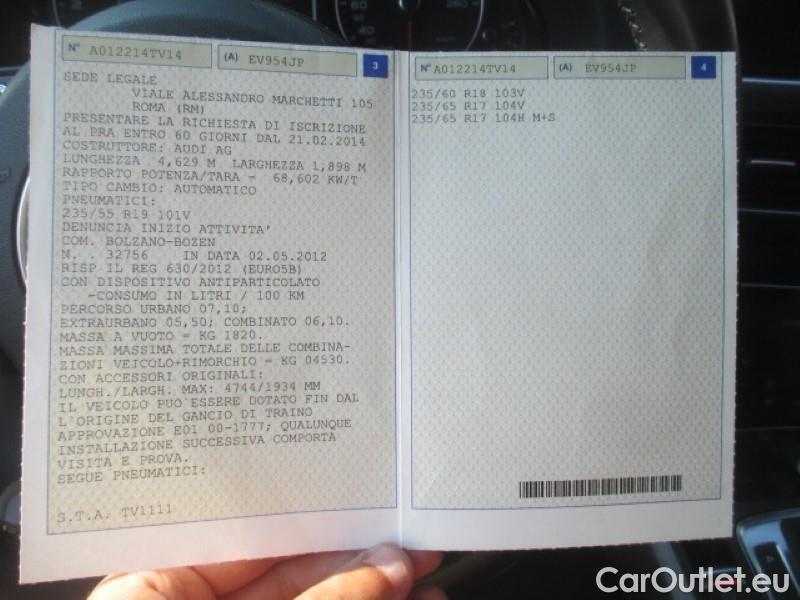 N° A012214TV14 (A) EV954JP 3
SEDE LEGALE
VIALE ALESSANDRO MARCHETTI 105
ROMA (RM)
PRESENTARE LA RICHIESTA DI ISCRIZIONE
AL PRA ENTRO 60 GIORNI DAL 21.02.2014
COSTRUTTORE: AUDI AG
LUNGHEZZA 4,629 M LARGHEZZA 1,898 M
RAPPORTO POTENZA/TARA = 68,602 KW/T
TIPO CAMBIO: AUTOMATICO
PNEUMATICI:
235/55 R19 101V
DENUNCIA INIZIO ATTIVITA'
COM. BOLZANO-BOZEN
N. . 32756 IN DATA 02.05.2012
RISP IL REG 630/2012 (EURO5B)
CON DISPOSITIVO ANTIPARTICOLATO
-CONSUMO IN LITRI / 100 KM
PERCORSO URBANO 07,10;
EXTRAURBANO 05,50; COMBINATO 06,10.
MASSA A VUOTO = KG 1820.
MASSA MASSIMA TOTALE DELLE COMBINA-
ZIONI VEICOLO+RIMORCHIO = KG 04530.
CON ACCESSORI ORIGINALI:
LUNGH./LARGH. MAX: 4744/1934 MM
IL VEICOLO PUO'ESSERE DOTATO FIN DAL
L'ORIGINE DEL GANCIO DI TRAINO
APPROVAZIONE E01 00-1777; QUALUNQUE
INSTALLAZIONE SUCCESSIVA COMPORTA
VISITA E PROVA.
SEGUE PNEUMATICI:
S.T.A. TV1111
N° A012214TV14 (A) EV954JP 4
235/60 R18 103V
235/65 R17 104V
235/65 R17 104H M+S
CarOutlet.eu